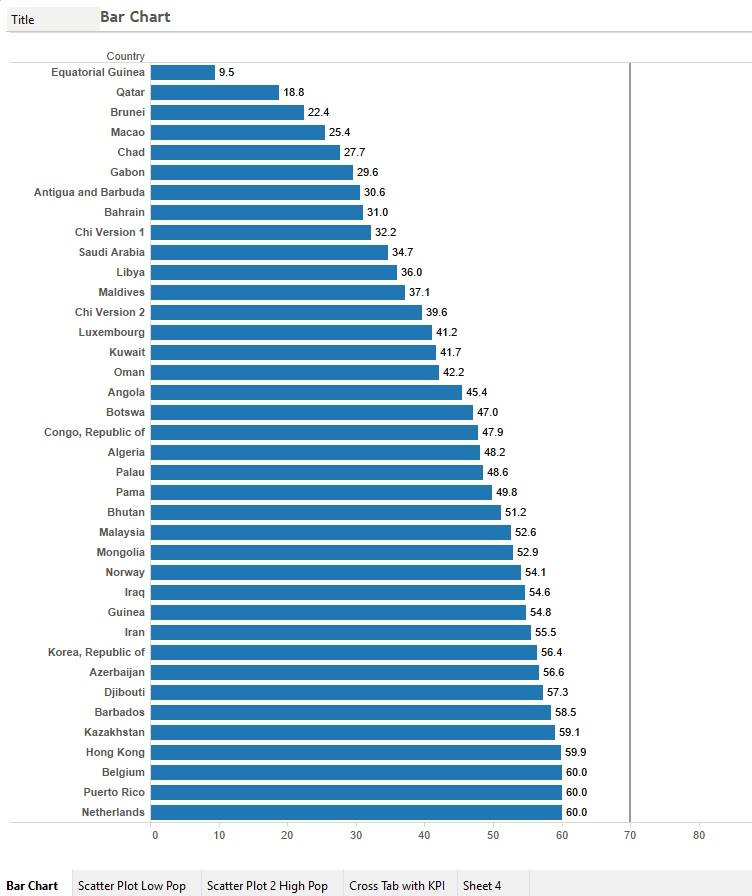 Title
Bar Chart
Country
Equatorial Guinea 9.5
Qatar 18.8
Brunei 22.4
Macao 25.4
Chad 27.7
Gabon 29.6
Antigua and Barbuda 30.6
Bahrain 31.0
Chi Version 1 32.2
Saudi Arabia 34.7
Libya 36.0
Maldives 37.1
Chi Version 2 39.6
Luxembourg 41.2
Kuwait 41.7
Oman 42.2
Angola 45.4
Botswa 47.0
Congo, Republic of 47.9
Algeria 48.2
Palau 48.6
Pama 49.8
Bhutan 51.2
Malaysia 52.6
Mongolia 52.9
Norway 54.1
Iraq 54.6
Guinea 54.8
Iran 55.5
Korea, Republic of 56.4
Azerbaijan 56.6
Djibouti 57.3
Barbados 58.5
Kazakhstan 59.1
Hong Kong 59.9
Belgium 60.0
Puerto Rico 60.0
Netherlands 60.0
0 10 20 30 40 50 60 70 80
Bar Chart Scatter Plot Low Pop Scatter Plot 2 High Pop Cross Tab with KPI Sheet 4